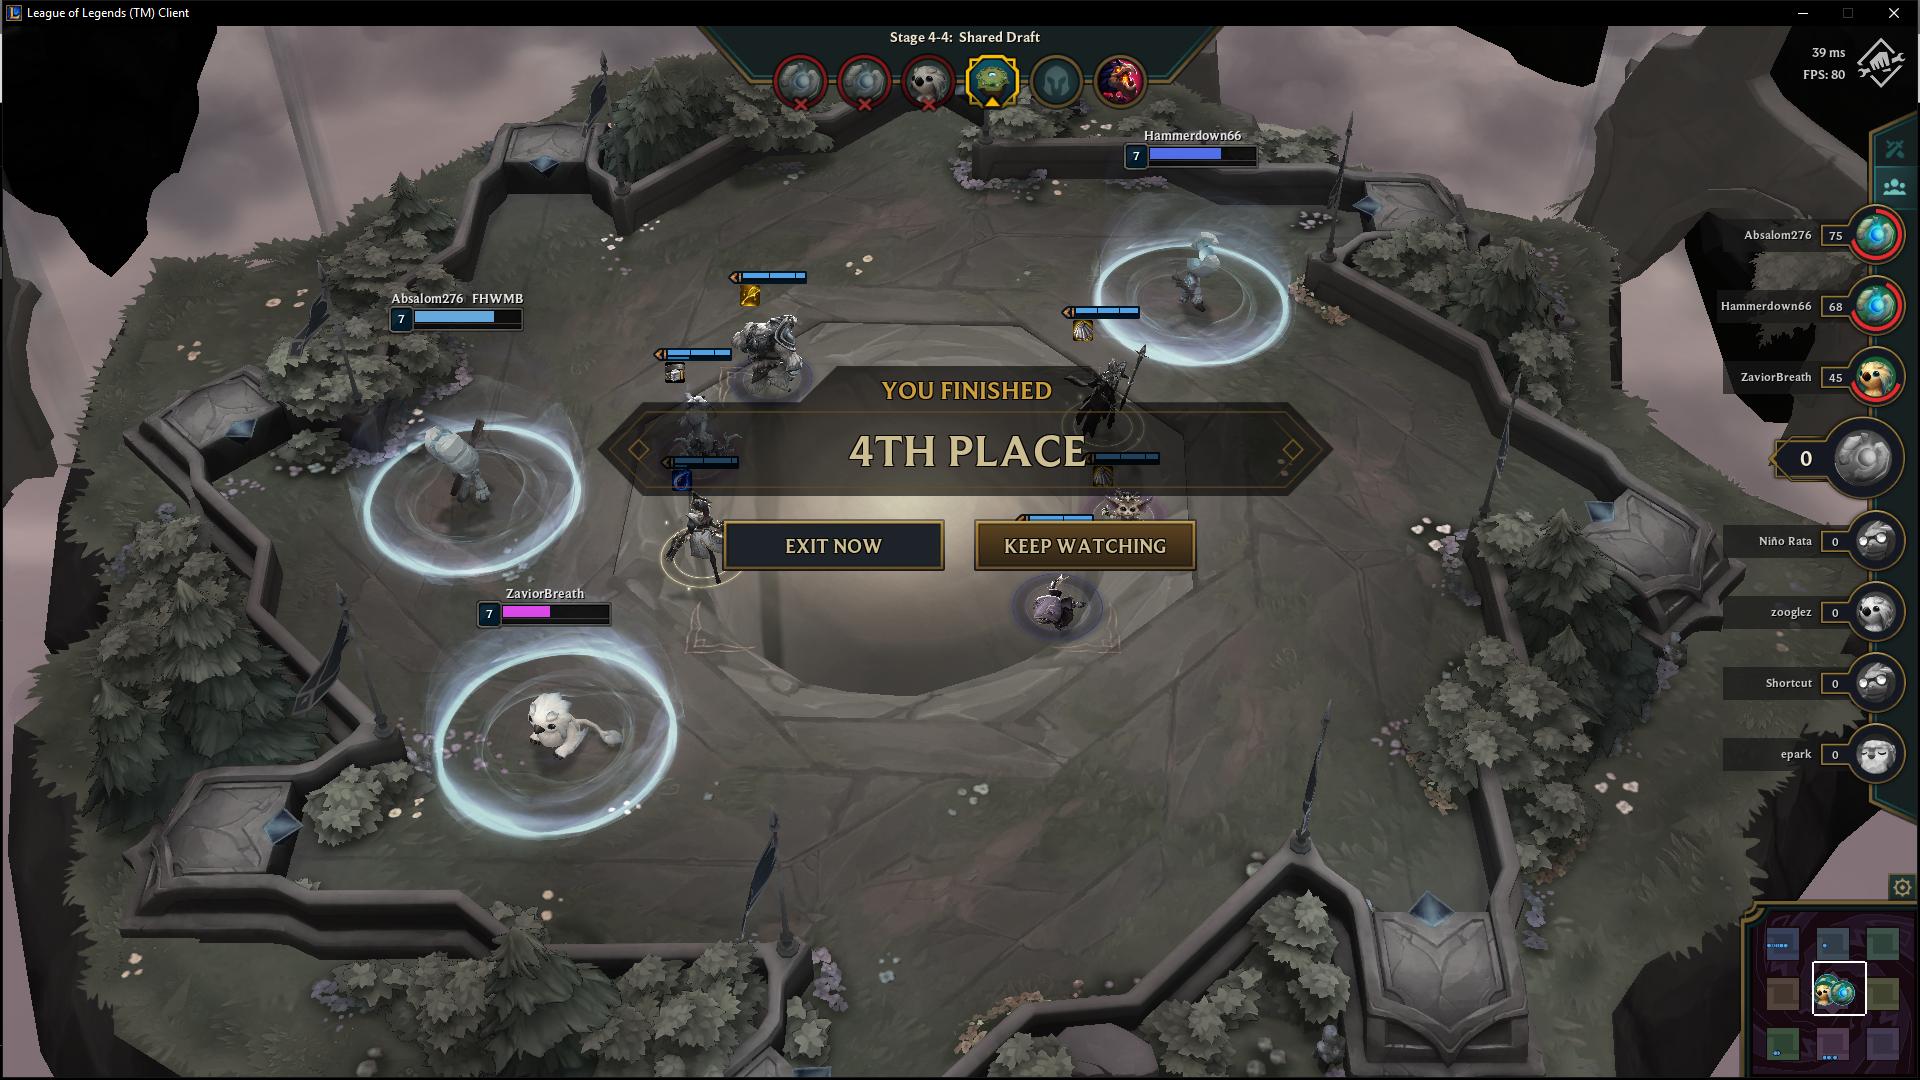 League of Legends (TM) Client
Stage 4-4: Shared Draft
39 ms
FPS: 80
Hammerdown66
7
Absalom276 FHWMB
7
ZaviorBreath
7
YOU FINISHED
4TH PLACE
EXIT NOW
KEEP WATCHING
Absalom276 75
Hammerdown66 68
ZaviorBreath 45
0
Niño Rata 0
zooglez 0
Shortcut 0
epark 0